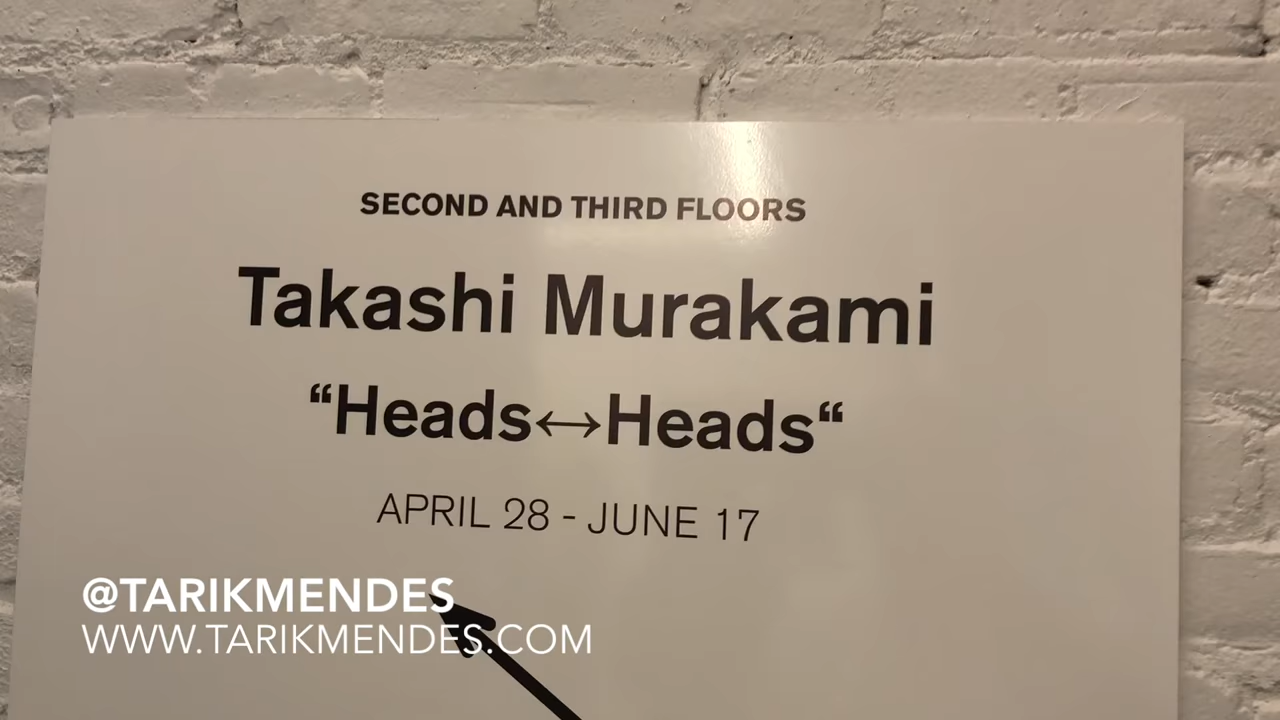 SECOND AND THIRD FLOORS
Takashi Murakami
“Heads↔Heads“
APRIL 28 - JUNE 17
@TARIKMENDES
WWW.TARIKMENDES.COM